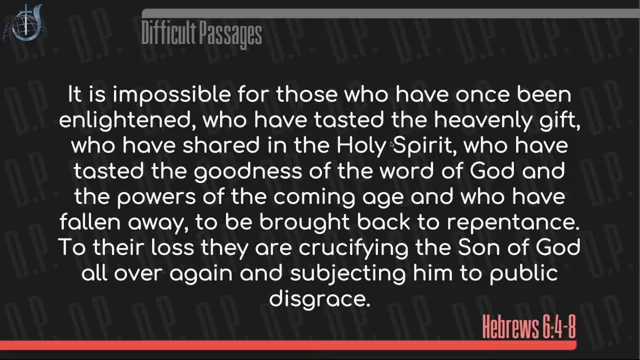 Difficult Passages
It is impossible for those who have once been
enlightened, who have tasted the heavenly gift,
who have shared in the Holy Spirit, who have
tasted the goodness of the word of God and
the powers of the coming age and who have
fallen away, to be brought back to repentance.
To their loss they are crucifying the Son of God
all over again and subjecting him to public
disgrace.
Hebrews 6:4-8